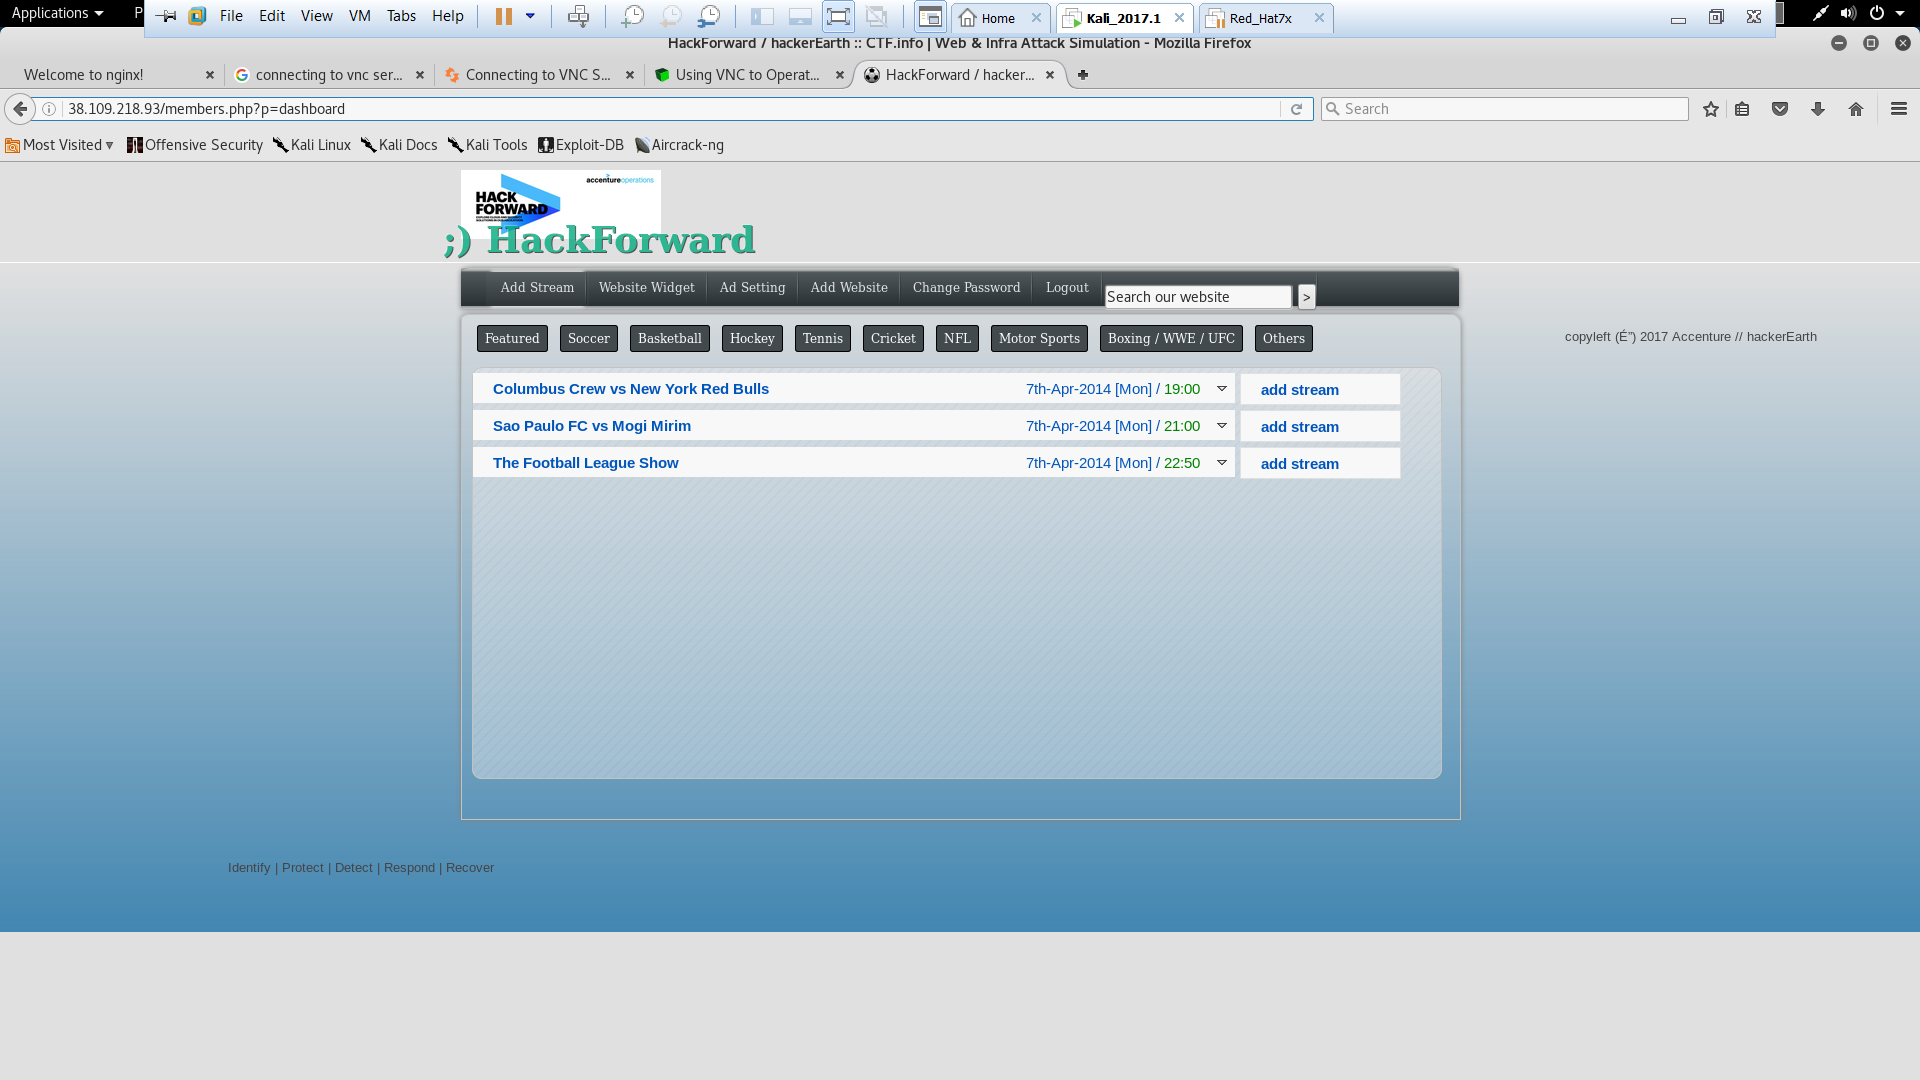 Applications
P
File Edit View VM Tabs Help
Home
Kali_2017.1
Red_Hat7x
HackForward / hackerEarth :: CTF.info | Web & Infra Attack Simulation - Mozilla Firefox
Welcome to nginx!
connecting to vnc ser...
Connecting to VNC S...
Using VNC to Operat...
HackForward / hacker...
38.109.218.93/members.php?p=dashboard
Search
Most Visited
Offensive Security
Kali Linux
Kali Docs
Kali Tools
Exploit-DB
Aircrack-ng
accentureoperations
HACK
FORWARD
;) HackForward
Add Stream
Website Widget
Ad Setting
Add Website
Change Password
Logout
Search our website
>
Featured
Soccer
Basketball
Hockey
Tennis
Cricket
NFL
Motor Sports
Boxing / WWE / UFC
Others
copyleft (É") 2017 Accenture // hackerEarth
Columbus Crew vs New York Red Bulls 7th-Apr-2014 [Mon] / 19:00 add stream
Sao Paulo FC vs Mogi Mirim 7th-Apr-2014 [Mon] / 21:00 add stream
The Football League Show 7th-Apr-2014 [Mon] / 22:50 add stream
Identify | Protect | Detect | Respond | Recover